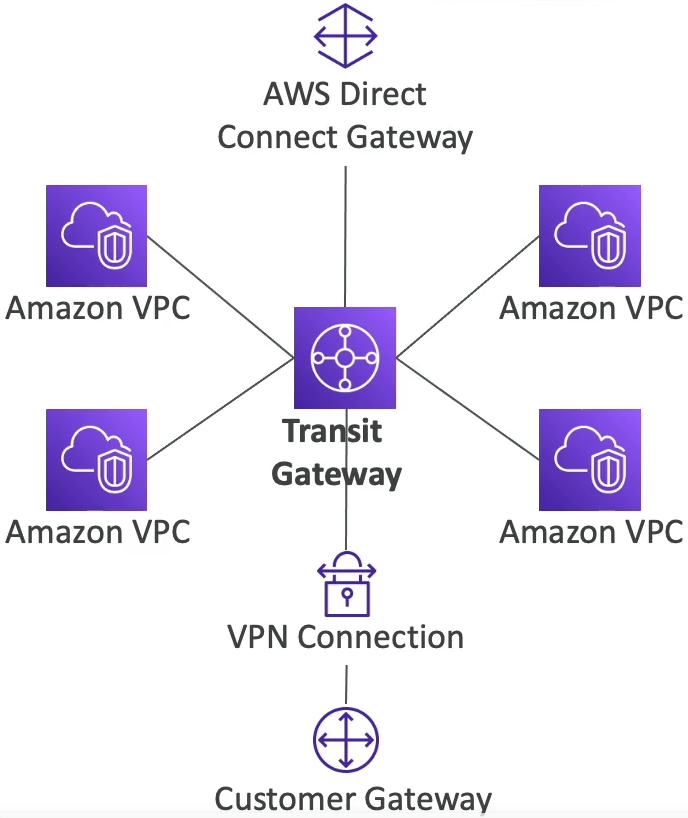 AWS Direct
Connect Gateway
Amazon VPC
Amazon VPC
Transit
Gateway
Amazon VPC
Amazon VPC
VPN Connection
Customer Gateway